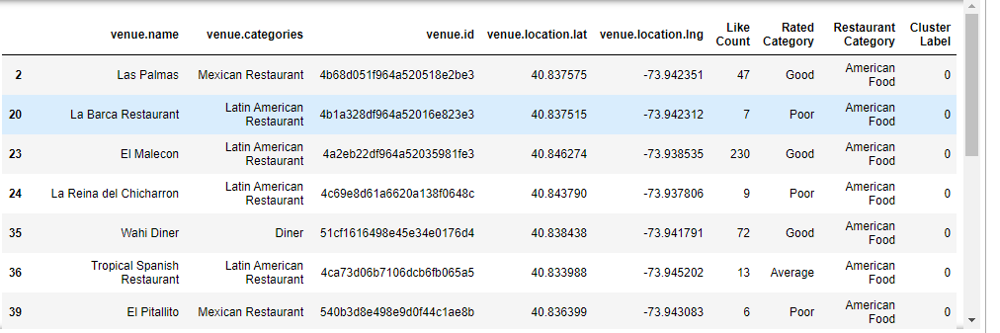 venue.name venue.categories venue.id venue.location.lat venue.location.lng Like Count Rated Category Restaurant Category Cluster Label
2 Las Palmas Mexican Restaurant 4b68d051f964a520518e2be3 40.837575 -73.942351 47 Good American Food 0
20 La Barca Restaurant Latin American Restaurant 4b1a328df964a52016e823e3 40.837515 -73.942312 7 Poor American Food 0
23 El Malecon Latin American Restaurant 4a2eb22df964a52035981fe3 40.846274 -73.938535 230 Good American Food 0
24 La Reina del Chicharron Latin American Restaurant 4c69e8d61a6620a138f0648c 40.843790 -73.937806 9 Poor American Food 0
35 Wahi Diner Diner 51cf1616498e45e34e0176d4 40.838438 -73.941791 72 Good American Food 0
36 Tropical Spanish Restaurant Latin American Restaurant 4ca73d06b7106dcb6fb065a5 40.833988 -73.945202 13 Average American Food 0
39 El Pitallito Mexican Restaurant 540b3d8e498e9d0f44c1ae8b 40.836399 -73.943083 6 Poor American Food 0